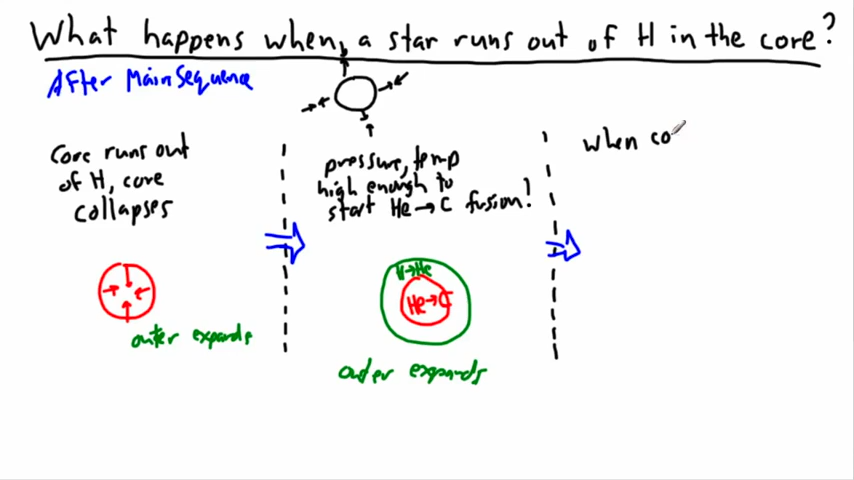 What happens when a star runs out of H in the core?
After Main Sequence
Core runs out
of H, core
collapses
outer expands
pressure, temp
high enough to
start He → C fusion!
H→He
He→C
outer expands
when co